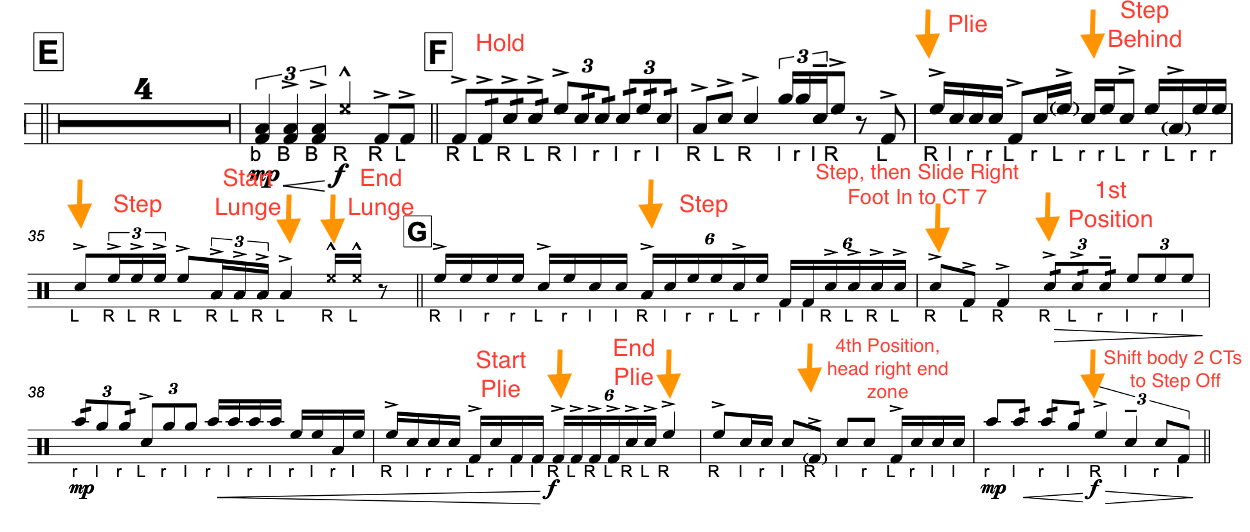 E
F
Hold
Plie
Step
Behind
4
3
3
3
3
b B B R R L
R L R L R l r l r l
R L R l r l R L
R l r r L r L r r L r L r r
mp
f
35
Step
3
3
Start
Lunge
End
Lunge
G
Step
6
6
Step, then Slide Right
Foot In to CT 7
1st
Position
3
3
L R L R L R L R L R L
R l r r L r l l R l r r L r l l R L R L
R L R R L r l r l
38
3
3
Start
Plie
End
Plie
6
4th Position,
head right end
zone
Shift body 2 CTs
to Step Off
3
r l r L r l r l r l r l r l
R l r r L r l l R L R L R L R
R l r l R l r L r l l
r l r l R l r l
mp
f
mp
f